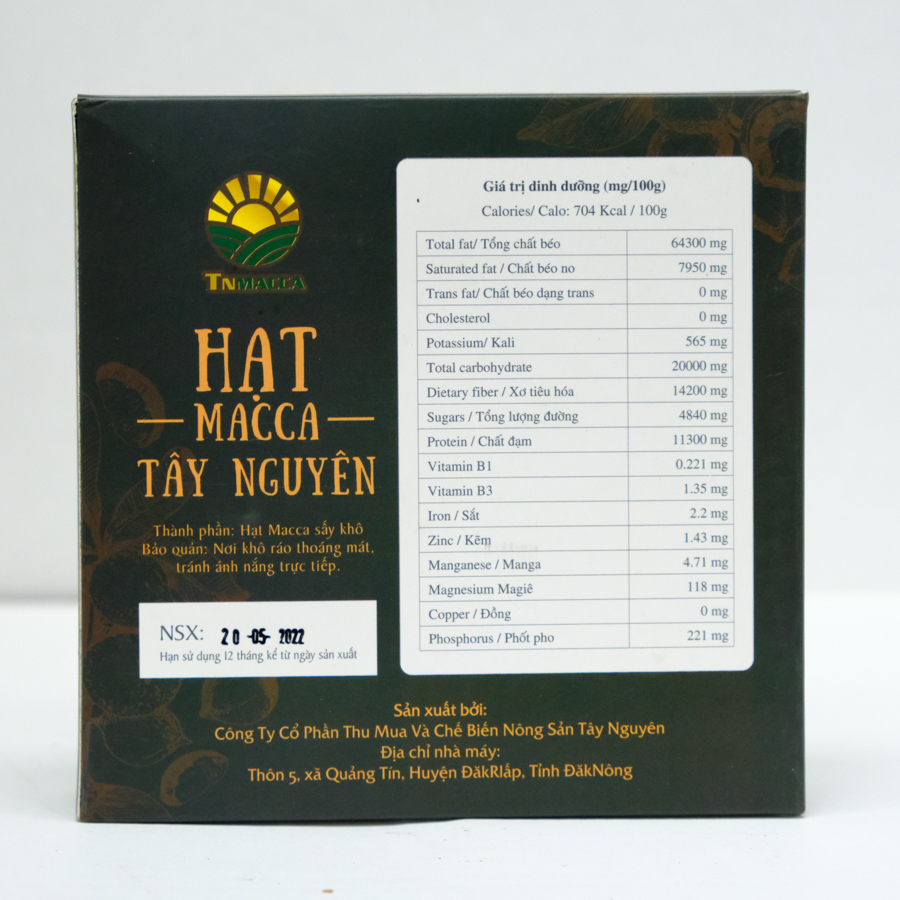 TNMACCA
HẠT
MACCA
TÂY NGUYÊN
Thành phần: Hạt Macca sấy khô
Bảo quản: Nơi khô ráo thoáng mát,
tránh ánh nắng trực tiếp.
NSX: 20-05-2022
Hạn sử dụng 12 tháng kể từ ngày sản xuất
Giá trị dinh dưỡng (mg/100g)
Calories/ Calo: 704 Kcal / 100g
Total fat/ Tổng chất béo 64300 mg
Saturated fat / Chất béo no 7950 mg
Trans fat/ Chất béo dạng trans 0 mg
Cholesterol 0 mg
Potassium/ Kali 565 mg
Total carbohydrate 20000 mg
Dietary fiber / Xơ tiêu hóa 14200 mg
Sugars / Tổng lượng đường 4840 mg
Protein / Chất đạm 11300 mg
Vitamin B1 0.221 mg
Vitamin B3 1.35 mg
Iron / Sắt 2.2 mg
Zinc / Kẽm 1.43 mg
Manganese / Manga 4.71 mg
Magnesium Magiê 118 mg
Copper / Đồng 0 mg
Phosphorus / Phốt pho 221 mg
Sản xuất bởi:
Công Ty Cổ Phần Thu Mua Và Chế Biến Nông Sản Tây Nguyên
Địa chỉ nhà máy:
Thôn 5, xã Quảng Tín, Huyện ĐăkRlấp, Tỉnh ĐăkNông